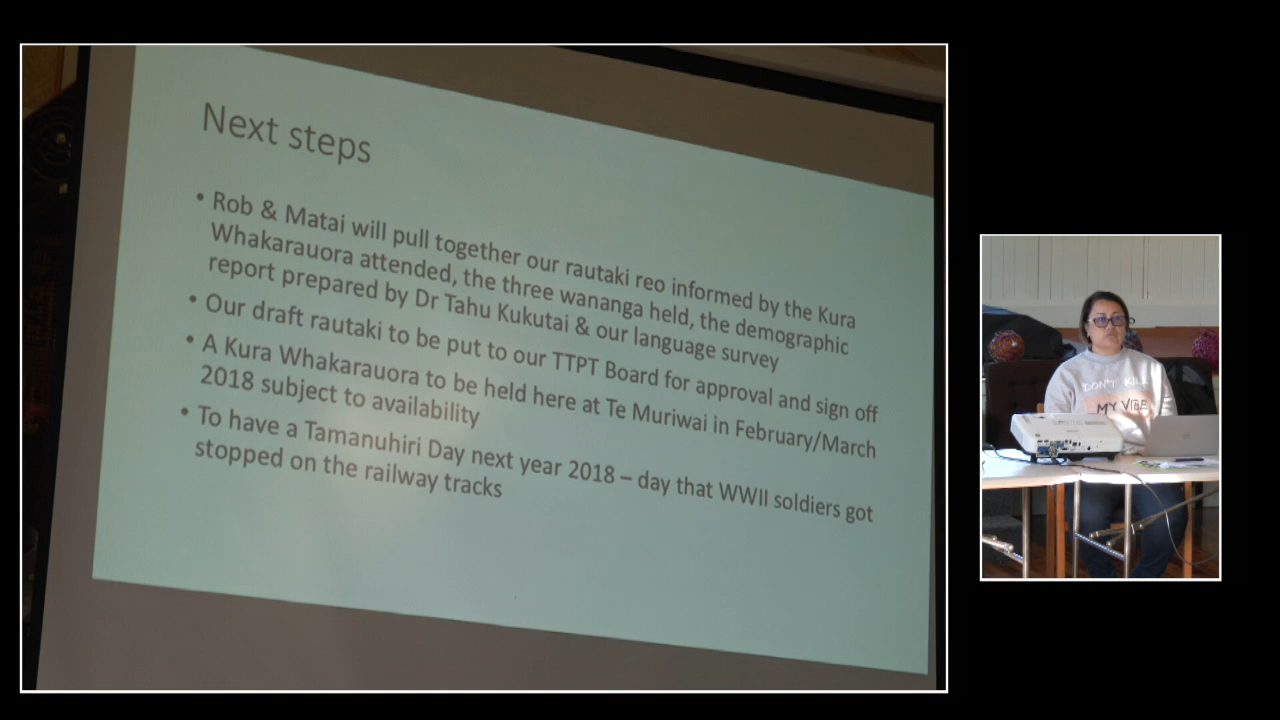 Next steps
• Rob & Matai will pull together our rautaki reo informed by the Kura
Whakarauora attended, the three wananga held, the demographic
report prepared by Dr Tahu Kukutai & our language survey
• Our draft rautaki to be put to our TTPT Board for approval and sign off
• A Kura Whakarauora to be held here at Te Muriwai in February/March
2018 subject to availability
• To have a Tamanuhiri Day next year 2018 – day that WWII soldiers got
stopped on the railway tracks
DON'T KILL
MY VIBE